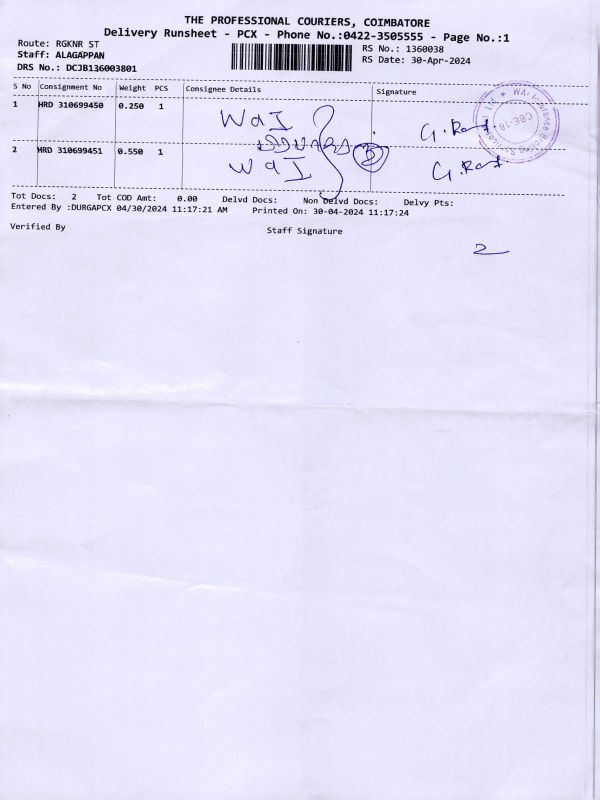 THE PROFESSIONAL COURIERS, COIMBATORE
Delivery Runsheet - PCX - Phone No.:0422-3505555 - Page No.:1
Route: RGKNR ST
RS No.: 1360038
Staff: ALAGAPPAN
RS Date: 30-Apr-2024
DRS No.: DCJB136003801
S No Consignment No Weight PCS Consignee Details Signature
1 HRD 310699450 0.250 1
WaI
G. Ran
2 HRD 310699451 0.550 1
WaI
G. Ran
Tot Docs: 2 Tot COD Amt: 0.00 Delvd Docs: Non Delvd Docs: Delvy Pts:
Entered By :DURGAPCX 04/30/2024 11:17:21 AM Printed On: 30-04-2024 11:17:24
Verified By Staff Signature
2
CBE-18